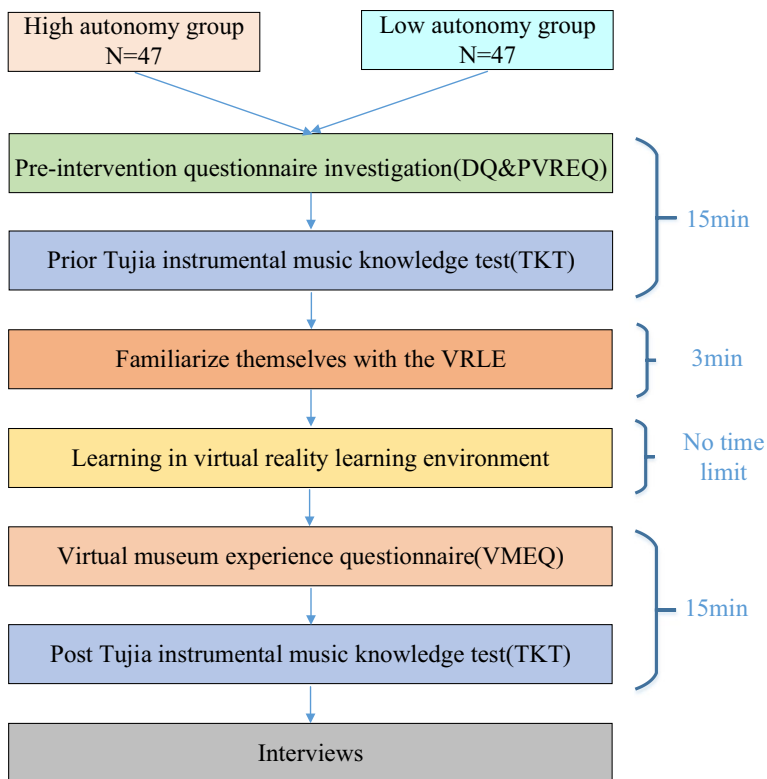 High autonomy group
N=47
Low autonomy group
N=47
Pre-intervention questionnaire investigation(DQ&PVREQ)
Prior Tujia instrumental music knowledge test(TKT)
15min
Familiarize themselves with the VRLE
3min
Learning in virtual reality learning environment
No time
limit
Virtual museum experience questionnaire(VMEQ)
Post Tujia instrumental music knowledge test(TKT)
15min
Interviews